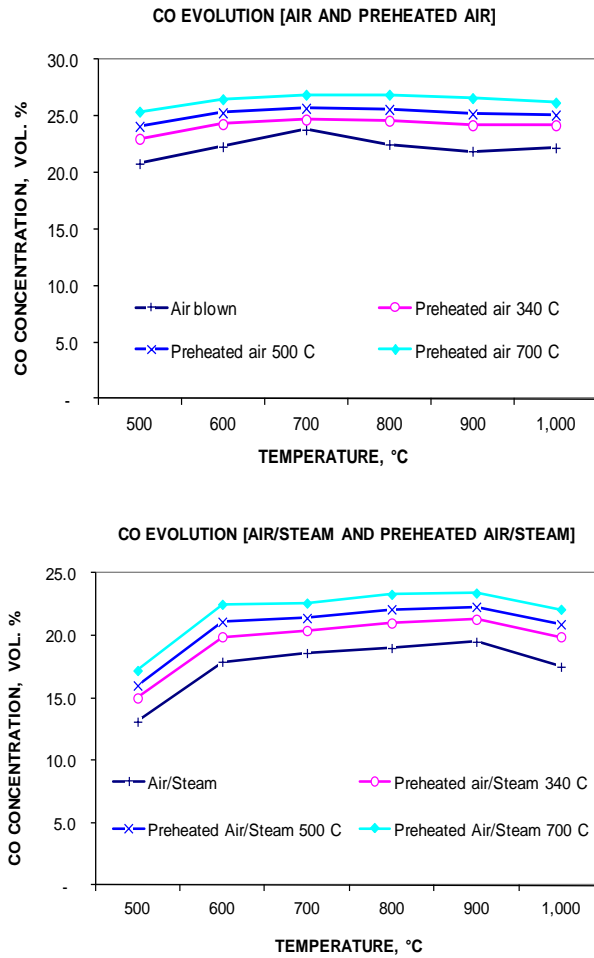 CO EVOLUTION [AIR AND PREHEATED AIR]
CO CONCENTRATION, VOL. %
30.0
25.0
20.0
15.0
10.0
5.0
-
Air blown
Preheated air 340 C
Preheated air 500 C
Preheated air 700 C
500 600 700 800 900 1,000
TEMPERATURE, °C
CO EVOLUTION [AIR/STEAM AND PREHEATED AIR/STEAM]
CO CONCENTRATION, VOL. %
25.0
20.0
15.0
10.0
5.0
-
Air/Steam
Preheated air/Steam 340 C
Preheated Air/Steam 500 C
Preheated Air/Steam 700 C
500 600 700 800 900 1,000
TEMPERATURE, °C